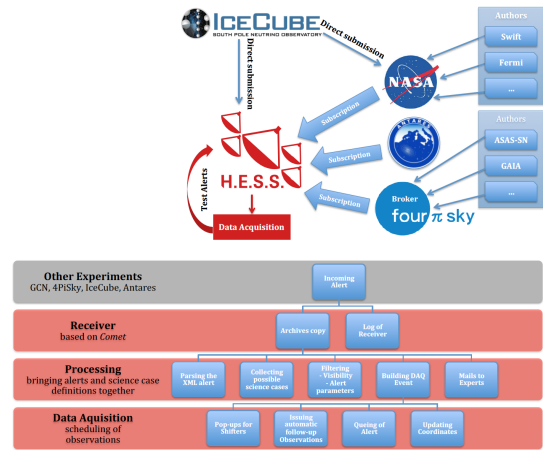 ICECUBE
SOUTH POLE NEUTRINO OBSERVATORY
Direct submission
Direct submission
Authors
Swift
Fermi
...
NASA
Subscription
ANTARES
Subscription
Authors
ASAS-SN
GAIA
...
Subscription
Broker
four π sky
H.E.S.S.
Test Alerts
Data Acquisition
Other Experiments
GCN, 4PiSky, IceCube, Antares
Incoming
Alert
Receiver
based on Comet
Archives copy
Log of
Receiver
Processing
bringing alerts and science case
definitions together
Parsing the
XML alert
Collecting
possible
science cases
Filtering
- Visibility
- Alert
parameters
Building DAQ
Event
Mails to
Experts
Data Aquisition
scheduling of
observations
Pop-ups for
Shifters
Issuing
automatic
follow-up
Observations
Queing of
Alert
Updating
Coordinates